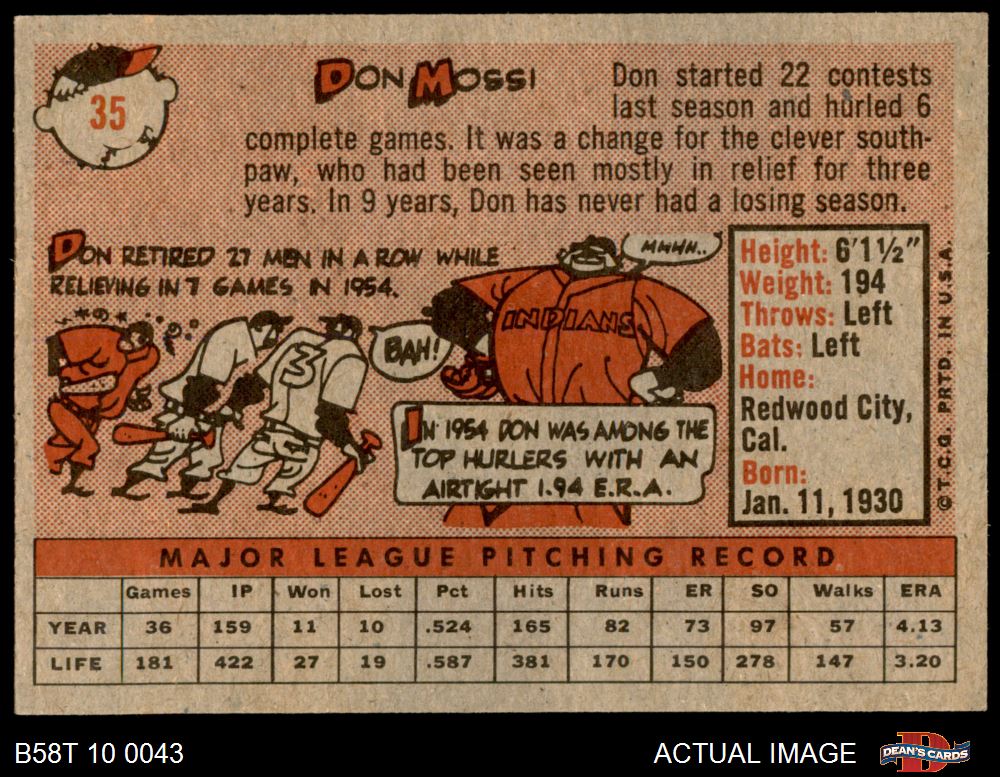 35
DON MOSSI
Don started 22 contests
last season and hurled 6
complete games. It was a change for the clever south-
paw, who had been seen mostly in relief for three
years. In 9 years, Don has never had a losing season.
DON RETIRED 27 MEN IN A ROW WHILE
RELIEVING IN 7 GAMES IN 1954.
MMHH..
INDIANS
3
BAH!
IN 1954 DON WAS AMONG THE
TOP HURLERS WITH AN
AIRTIGHT 1.94 E.R.A.
Height: 6'1½"
Weight: 194
Throws: Left
Bats: Left
Home:
Redwood City,
Cal.
Born:
Jan. 11, 1930
© T.C.G. PRTD. IN U.S.A.
MAJOR LEAGUE PITCHING RECORD
Games IP Won Lost Pct Hits Runs ER SO Walks ERA
YEAR 36 159 11 10 .524 165 82 73 97 57 4.13
LIFE 181 422 27 19 .587 381 170 150 278 147 3.20
B58T 10 0043
ACTUAL IMAGE
D
DEAN'S CARDS